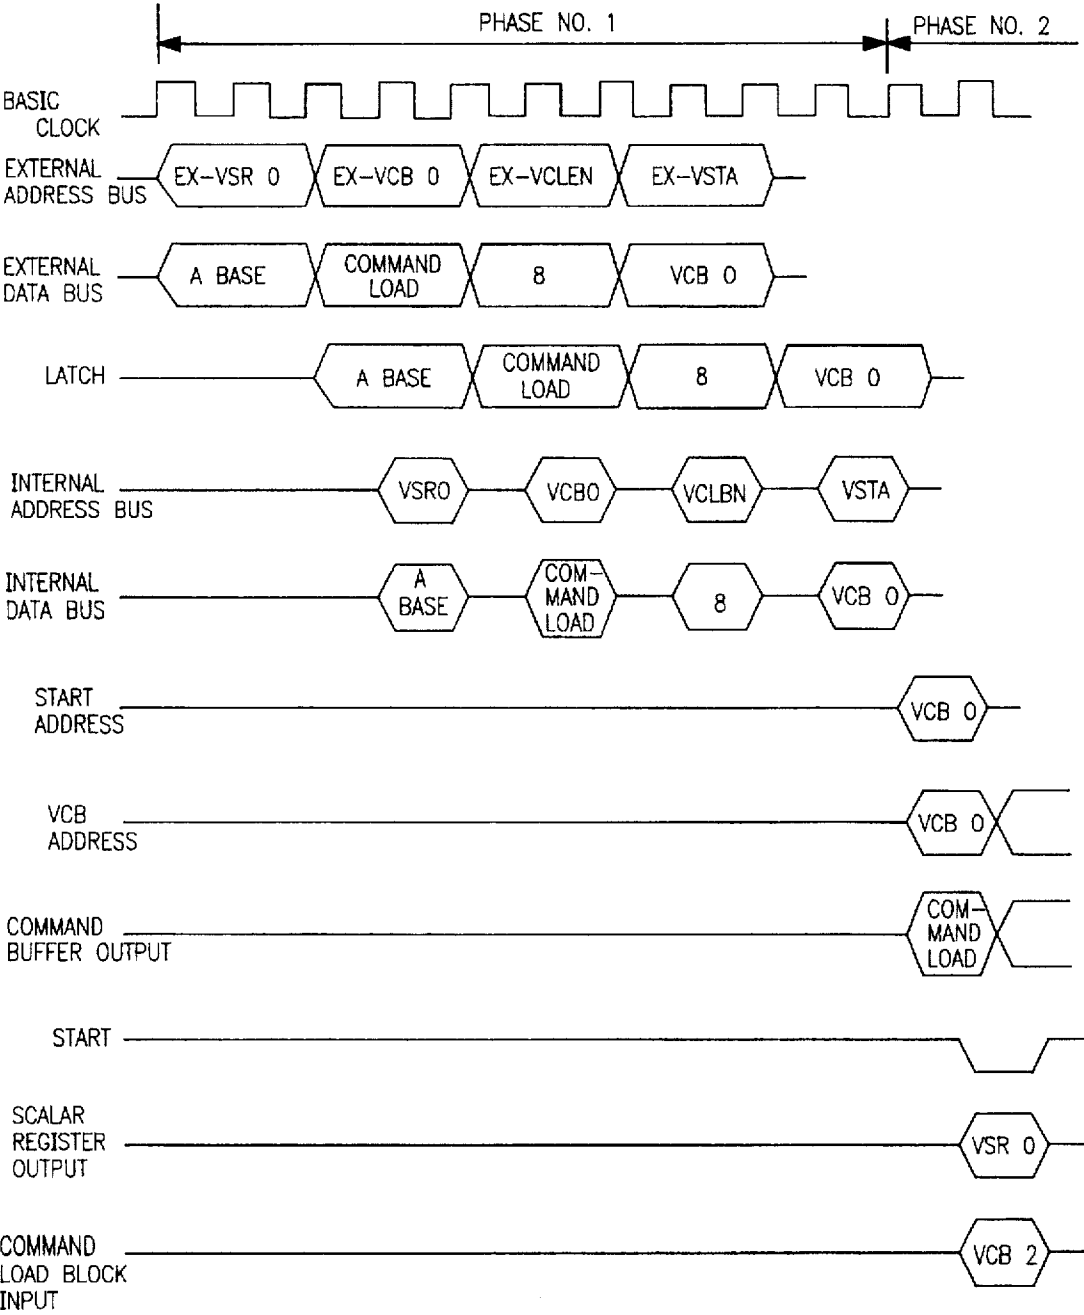 PHASE NO. 1
PHASE NO. 2
BASIC
CLOCK
EXTERNAL
ADDRESS BUS
EX-VSR 0
EX-VCB 0
EX-VCLEN
EX-VSTA
EXTERNAL
DATA BUS
A BASE
COMMAND
LOAD
8
VCB 0
LATCH
A BASE
COMMAND
LOAD
8
VCB 0
INTERNAL
ADDRESS BUS
VSR0
VCB0
VCLBN
VSTA
INTERNAL
DATA BUS
A
BASE
COM-
MAND
LOAD
8
VCB 0
START
ADDRESS
VCB 0
VCB
ADDRESS
VCB 0
COMMAND
BUFFER OUTPUT
COM-
MAND
LOAD
START
SCALAR
REGISTER
OUTPUT
VSR 0
COMMAND
LOAD BLOCK
INPUT
VCB 2